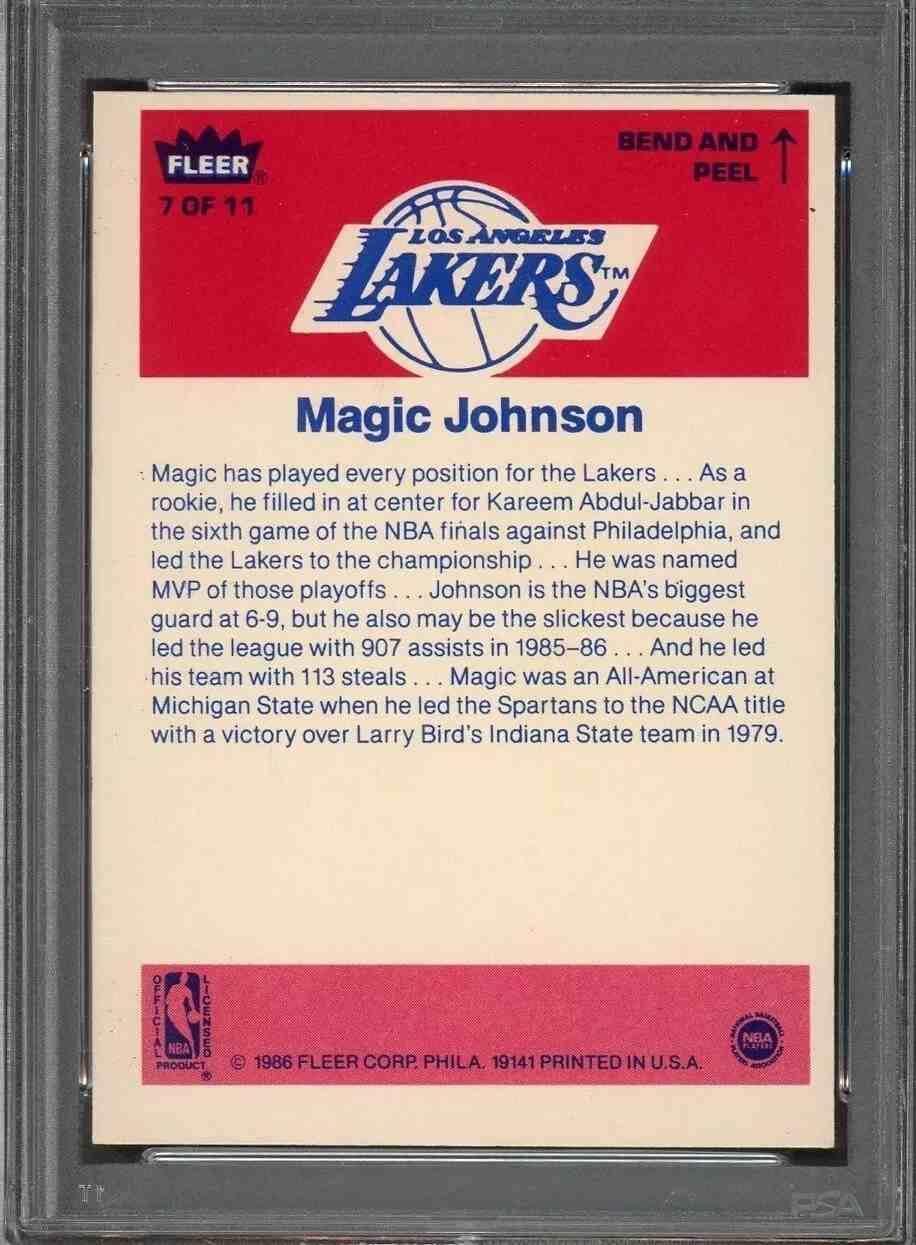 FLEER®
7 OF 11
BEND AND
PEEL
LOS ANGELES
LAKERS™
Magic Johnson
Magic has played every position for the Lakers . . . As a
rookie, he filled in at center for Kareem Abdul-Jabbar in
the sixth game of the NBA finals against Philadelphia, and
led the Lakers to the championship . . . He was named
MVP of those playoffs . . . Johnson is the NBA's biggest
guard at 6-9, but he also may be the slickest because he
led the league with 907 assists in 1985–86 . . . And he led
his team with 113 steals . . . Magic was an All-American at
Michigan State when he led the Spartans to the NCAA title
with a victory over Larry Bird's Indiana State team in 1979.
OFFICIAL
LICENSED
NBA
PRODUCT®
© 1986 FLEER CORP. PHILA. 19141 PRINTED IN U.S.A.
NATIONAL BASKETBALL
NBA
PLAYERS
ASSOCIATION
PSA